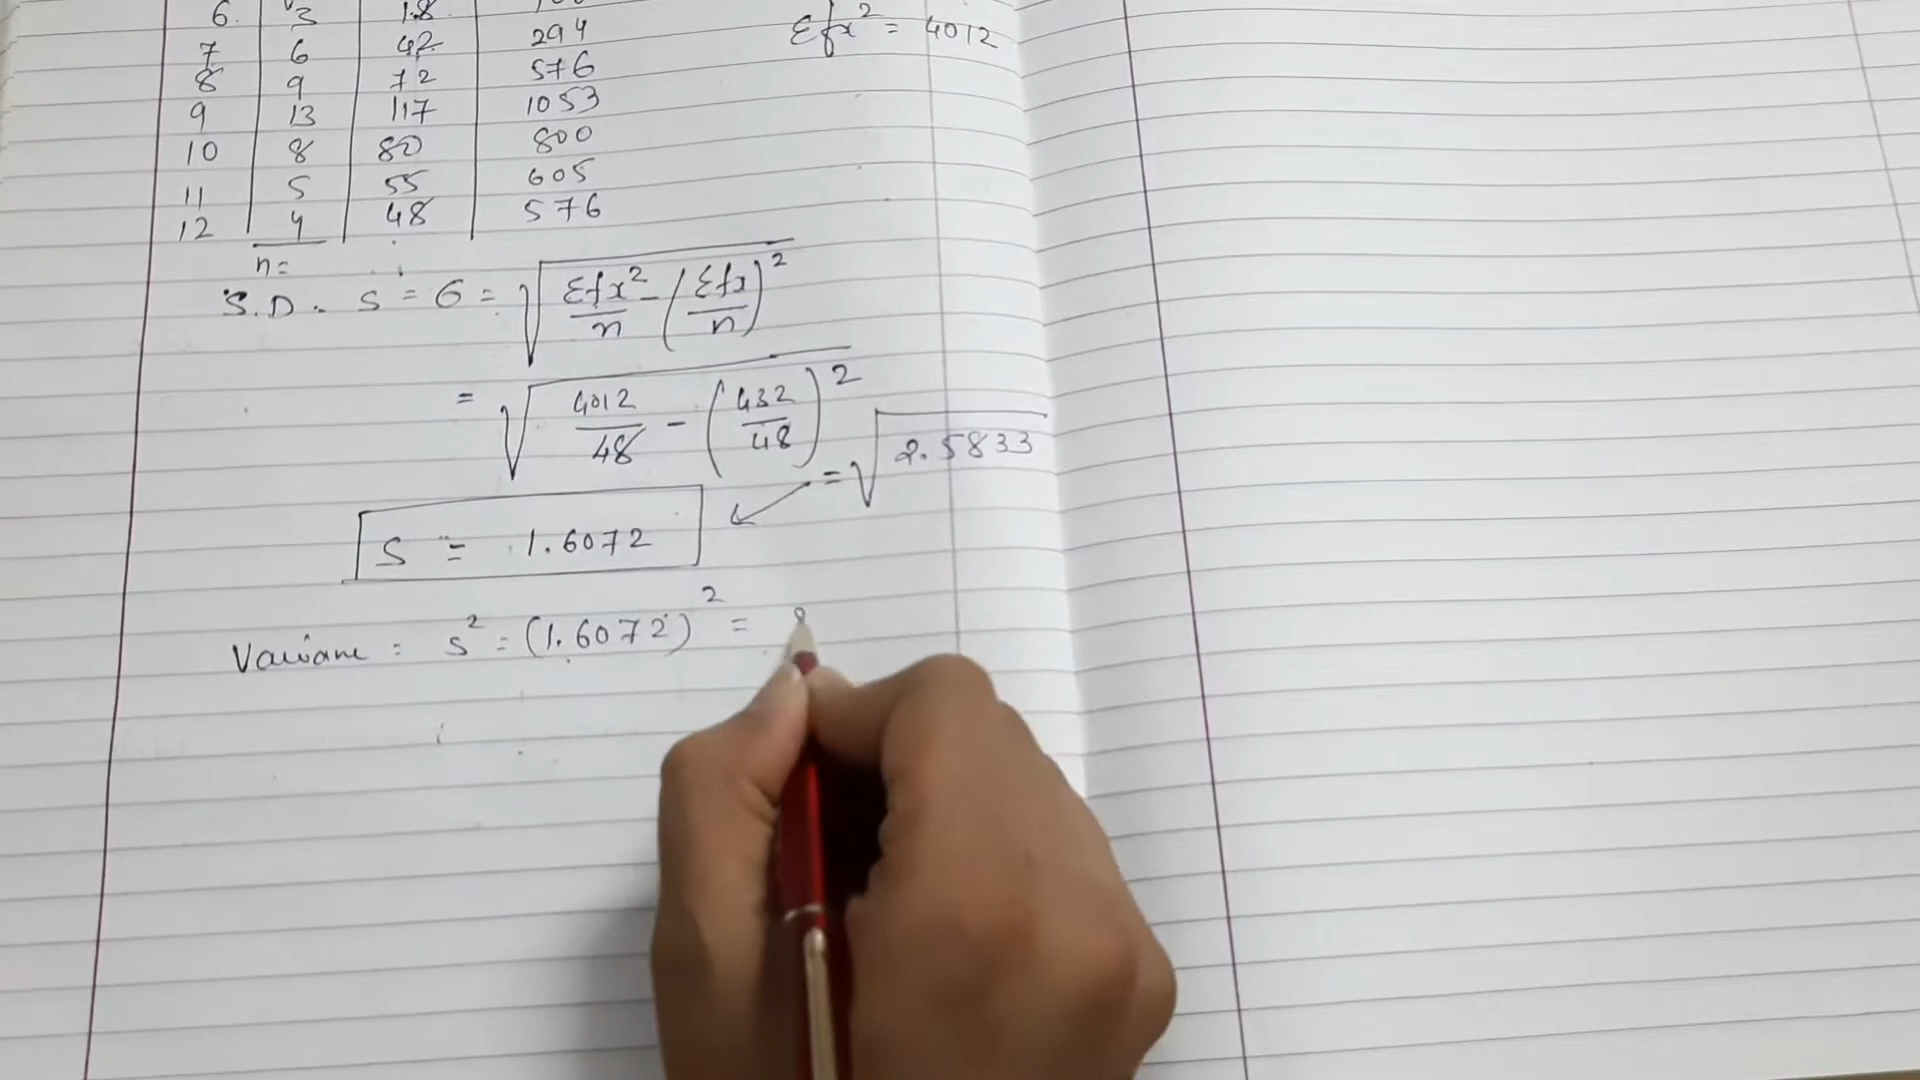 6. 3 18
7 6 42 294 Σfx² = 4012
8 9 72 576
9 13 117 1053
10 8 80 800
11 5 55 605
12 4 48 576
n=
S.D. S = σ = √(Σfx²/n - (Σfx/n)²)
= √(4012/48 - (432/48)²)
= √2.5833
S = 1.6072
s² = (1.6072)² =